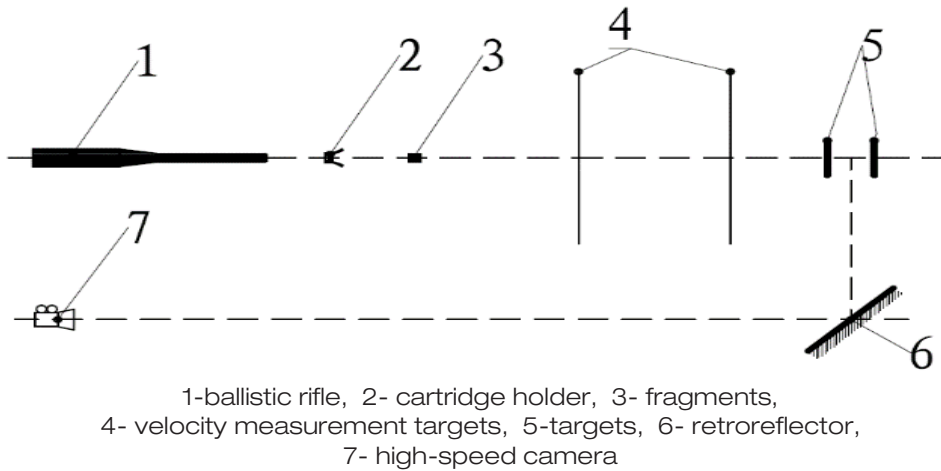 1 2 3 4 5
7
6
1-ballistic rifle, 2- cartridge holder, 3- fragments,
4- velocity measurement targets, 5-targets, 6- retroreflector,
7- high-speed camera